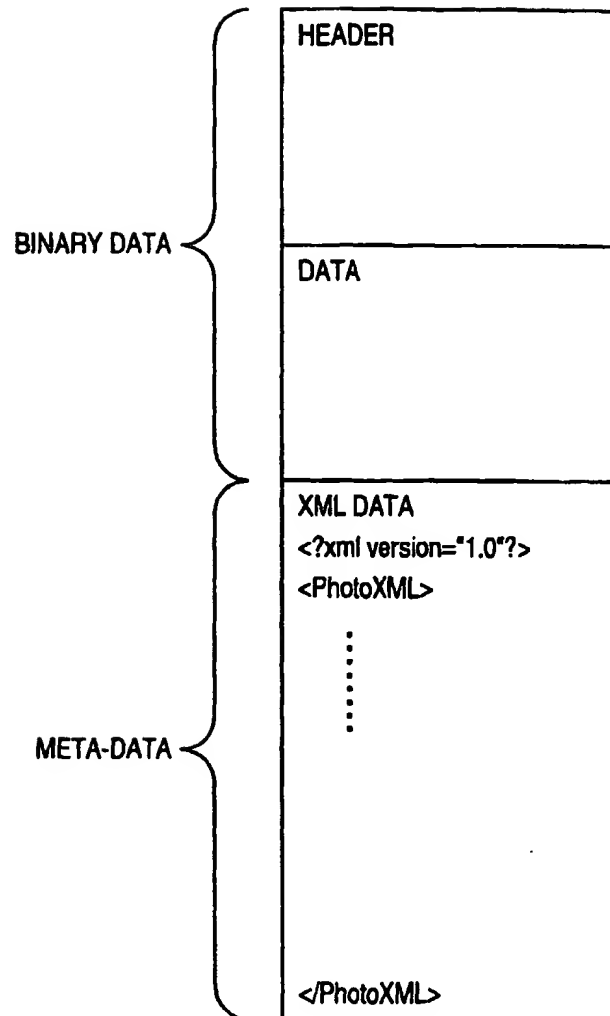 HEADER
BINARY DATA
DATA
XML DATA
<?xml version="1.0"?>
<PhotoXML>
META-DATA
</PhotoXML>